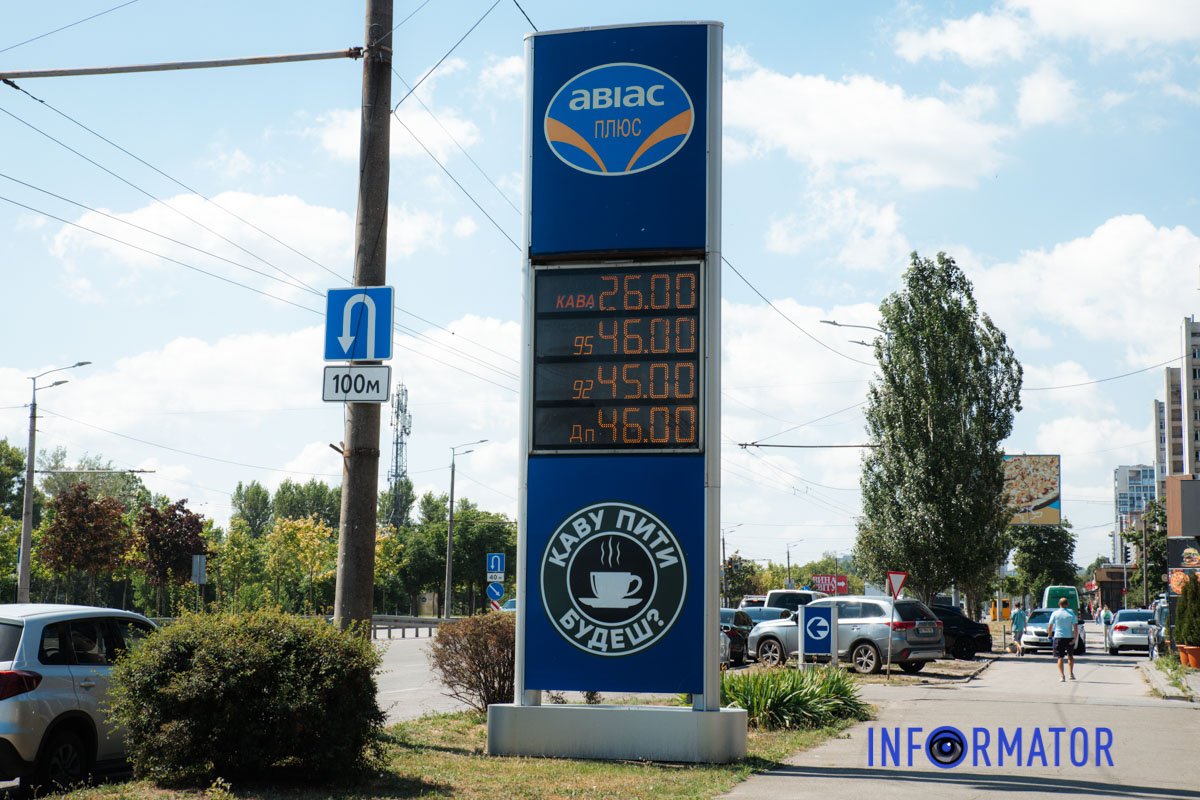 авіас
плюс
КАВА 26.00
95 46.00
92 45.00
Дп 46.00
КАВУ ПИТИ
БУДЕШ?
100м
40
INFORMATOR